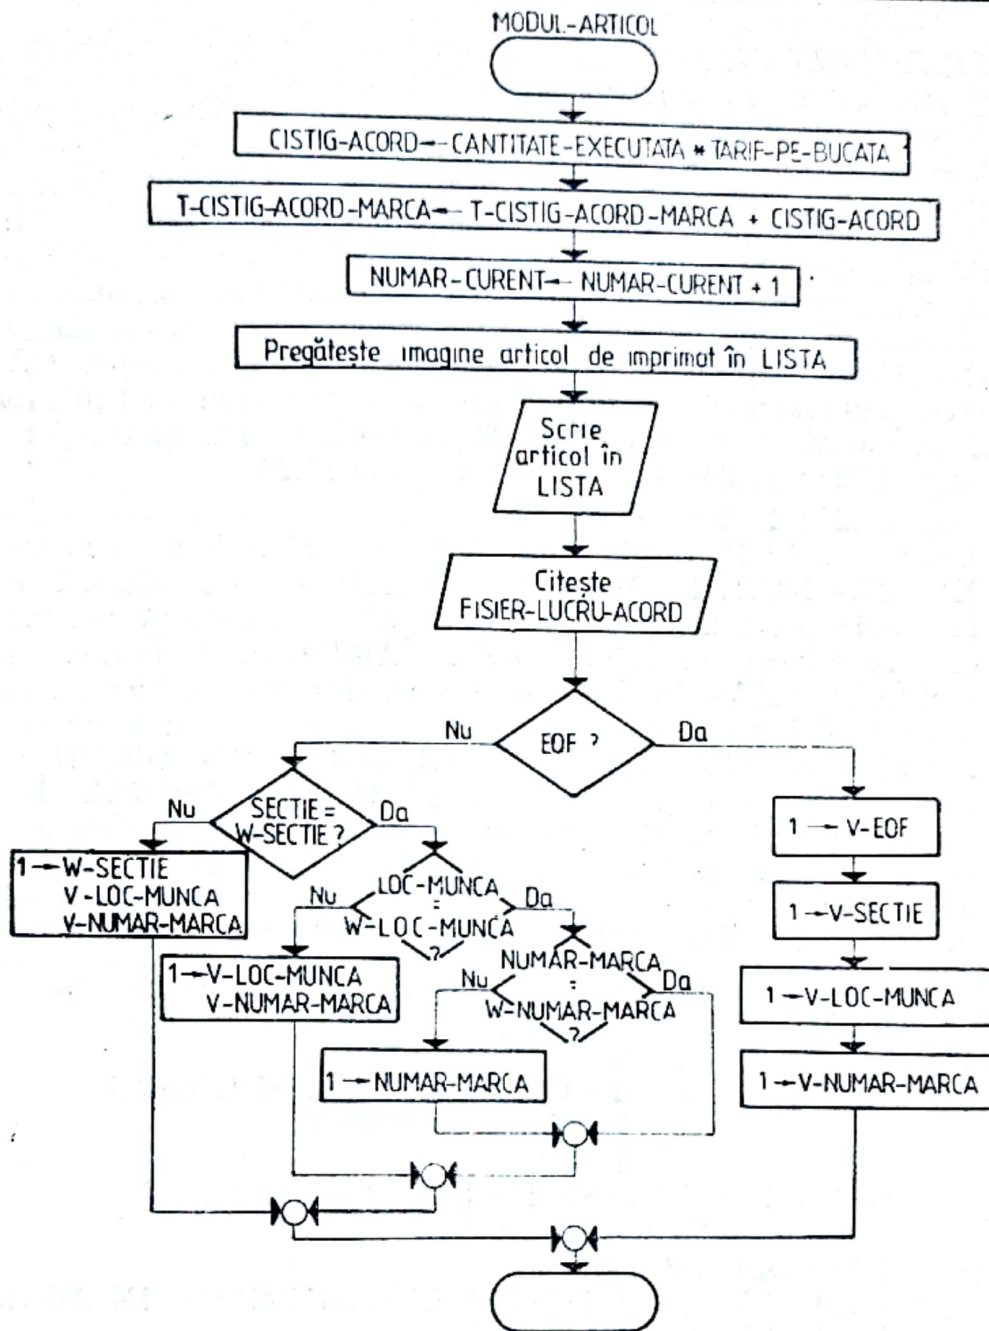 MODUL-ARTICOL
CISTIG-ACORD← CANTITATE-EXECUTATA * TARIF-PE-BUCATA
T-CISTIG-ACORD-MARCA← T-CISTIG-ACORD-MARCA + CISTIG-ACORD
NUMAR-CURENT← NUMAR-CURENT + 1
Pregătește imagine articol de imprimat în LISTA
Scrie
articol în
LISTA
Citește
FISIER-LUCRU-ACORD
Nu
EOF ?
Da
Nu
SECTIE =
W-SECTIE ?
Da
1→ W-SECTIE
V-LOC-MUNCA
V-NUMAR-MARCA
Nu
LOC-MUNCA
=
W-LOC-MUNCA
?
Da
1→V-LOC-MUNCA
V-NUMAR-MARCA
Nu
NUMAR-MARCA
=
W-NUMAR-MARCA
?
Da
1→ NUMAR-MARCA
1→ V-EOF
1→V-SECTIE
1→V-LOC-MUNCA
1→V-NUMAR-MARCA